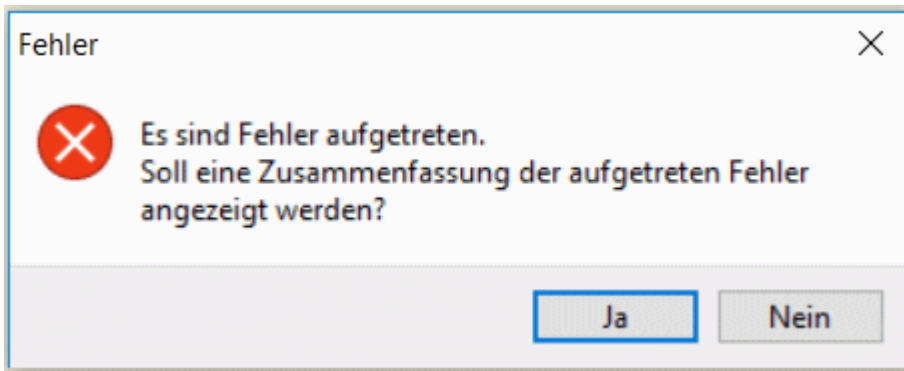 Fehler
Es sind Fehler aufgetreten.
Soll eine Zusammenfassung der aufgetreten Fehler
angezeigt werden?
Ja
Nein